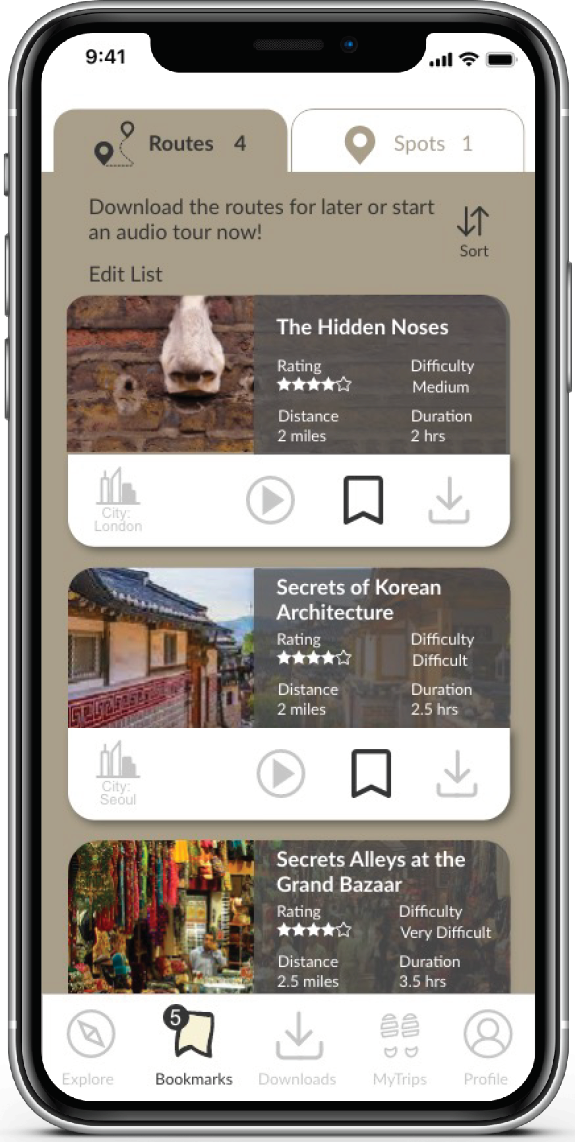 9:41
Routes 4
Spots 1
Download the routes for later or start
an audio tour now!
Sort
Edit List
The Hidden Noses
Rating
Difficulty
Medium
Distance
Duration
2 miles
2 hrs
City:
London
Secrets of Korean
Architecture
Rating
Difficulty
Difficult
Distance
Duration
2 miles
2.5 hrs
City:
Seoul
Secrets Alleys at the
Grand Bazaar
Rating
Difficulty
Very Difficult
Distance
Duration
2.5 miles
3.5 hrs
5
Explore
Bookmarks
Downloads
MyTrips
Profile